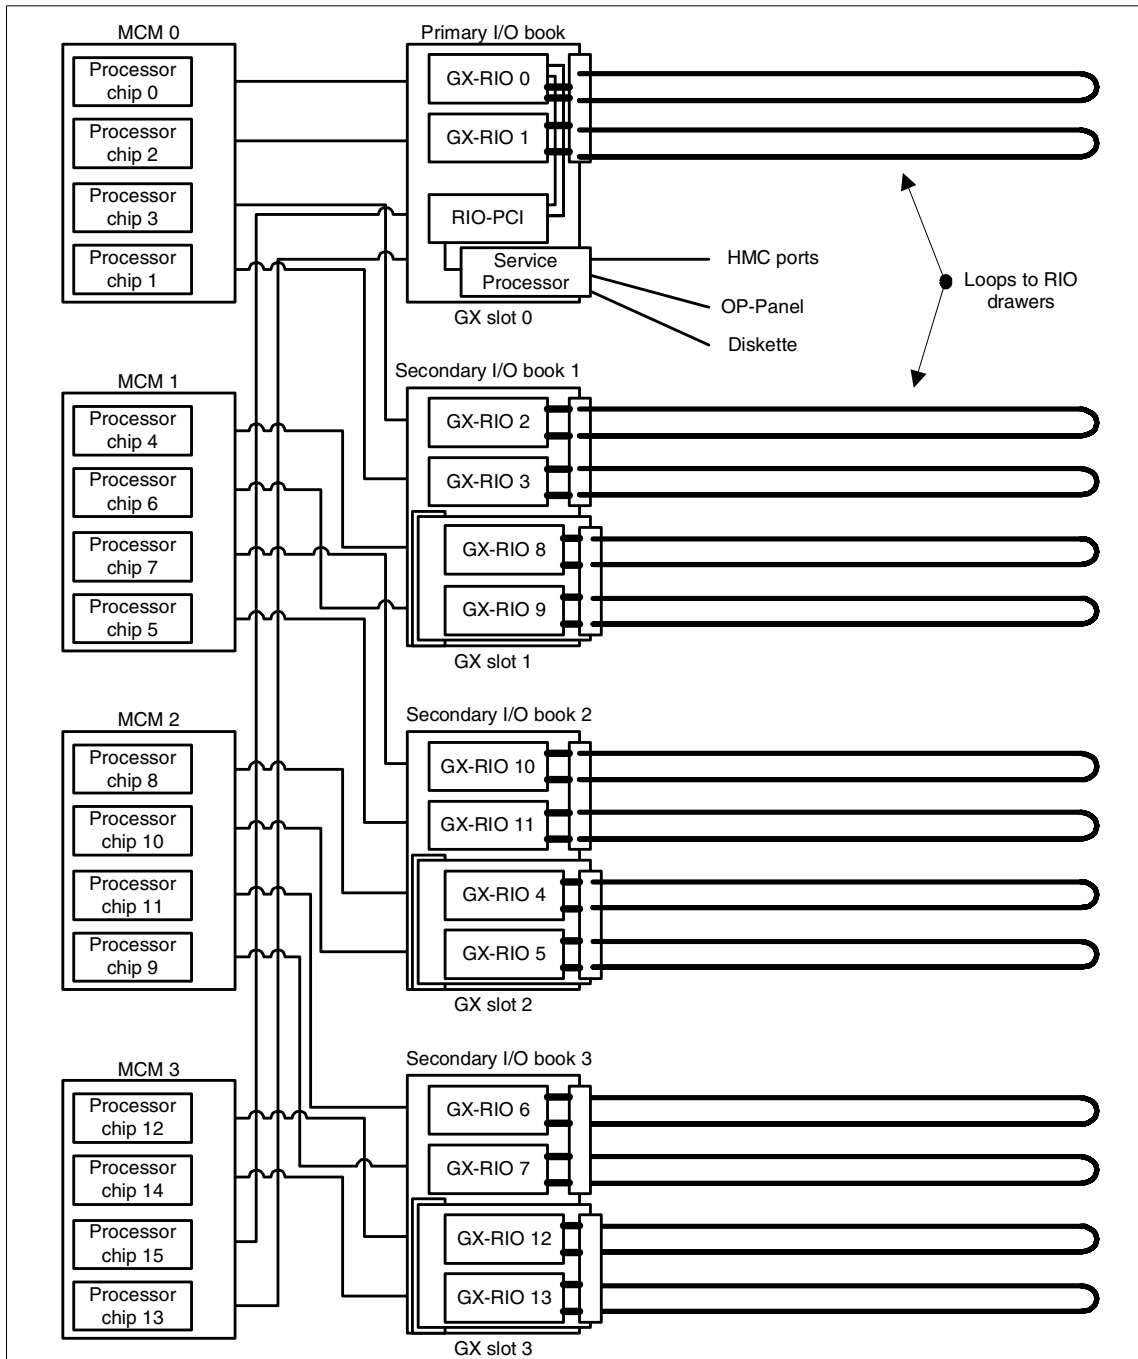 MCM 0
Processor
chip 0
Processor
chip 2
Processor
chip 3
Processor
chip 1
Primary I/O book
GX-RIO 0
GX-RIO 1
RIO-PCI
Service
Processor
GX slot 0
HMC ports
OP-Panel
Diskette
Loops to RIO
drawers
MCM 1
Processor
chip 4
Processor
chip 6
Processor
chip 7
Processor
chip 5
Secondary I/O book 1
GX-RIO 2
GX-RIO 3
GX-RIO 8
GX-RIO 9
GX slot 1
MCM 2
Processor
chip 8
Processor
chip 10
Processor
chip 11
Processor
chip 9
Secondary I/O book 2
GX-RIO 10
GX-RIO 11
GX-RIO 4
GX-RIO 5
GX slot 2
MCM 3
Processor
chip 12
Processor
chip 14
Processor
chip 15
Processor
chip 13
Secondary I/O book 3
GX-RIO 6
GX-RIO 7
GX-RIO 12
GX-RIO 13
GX slot 3